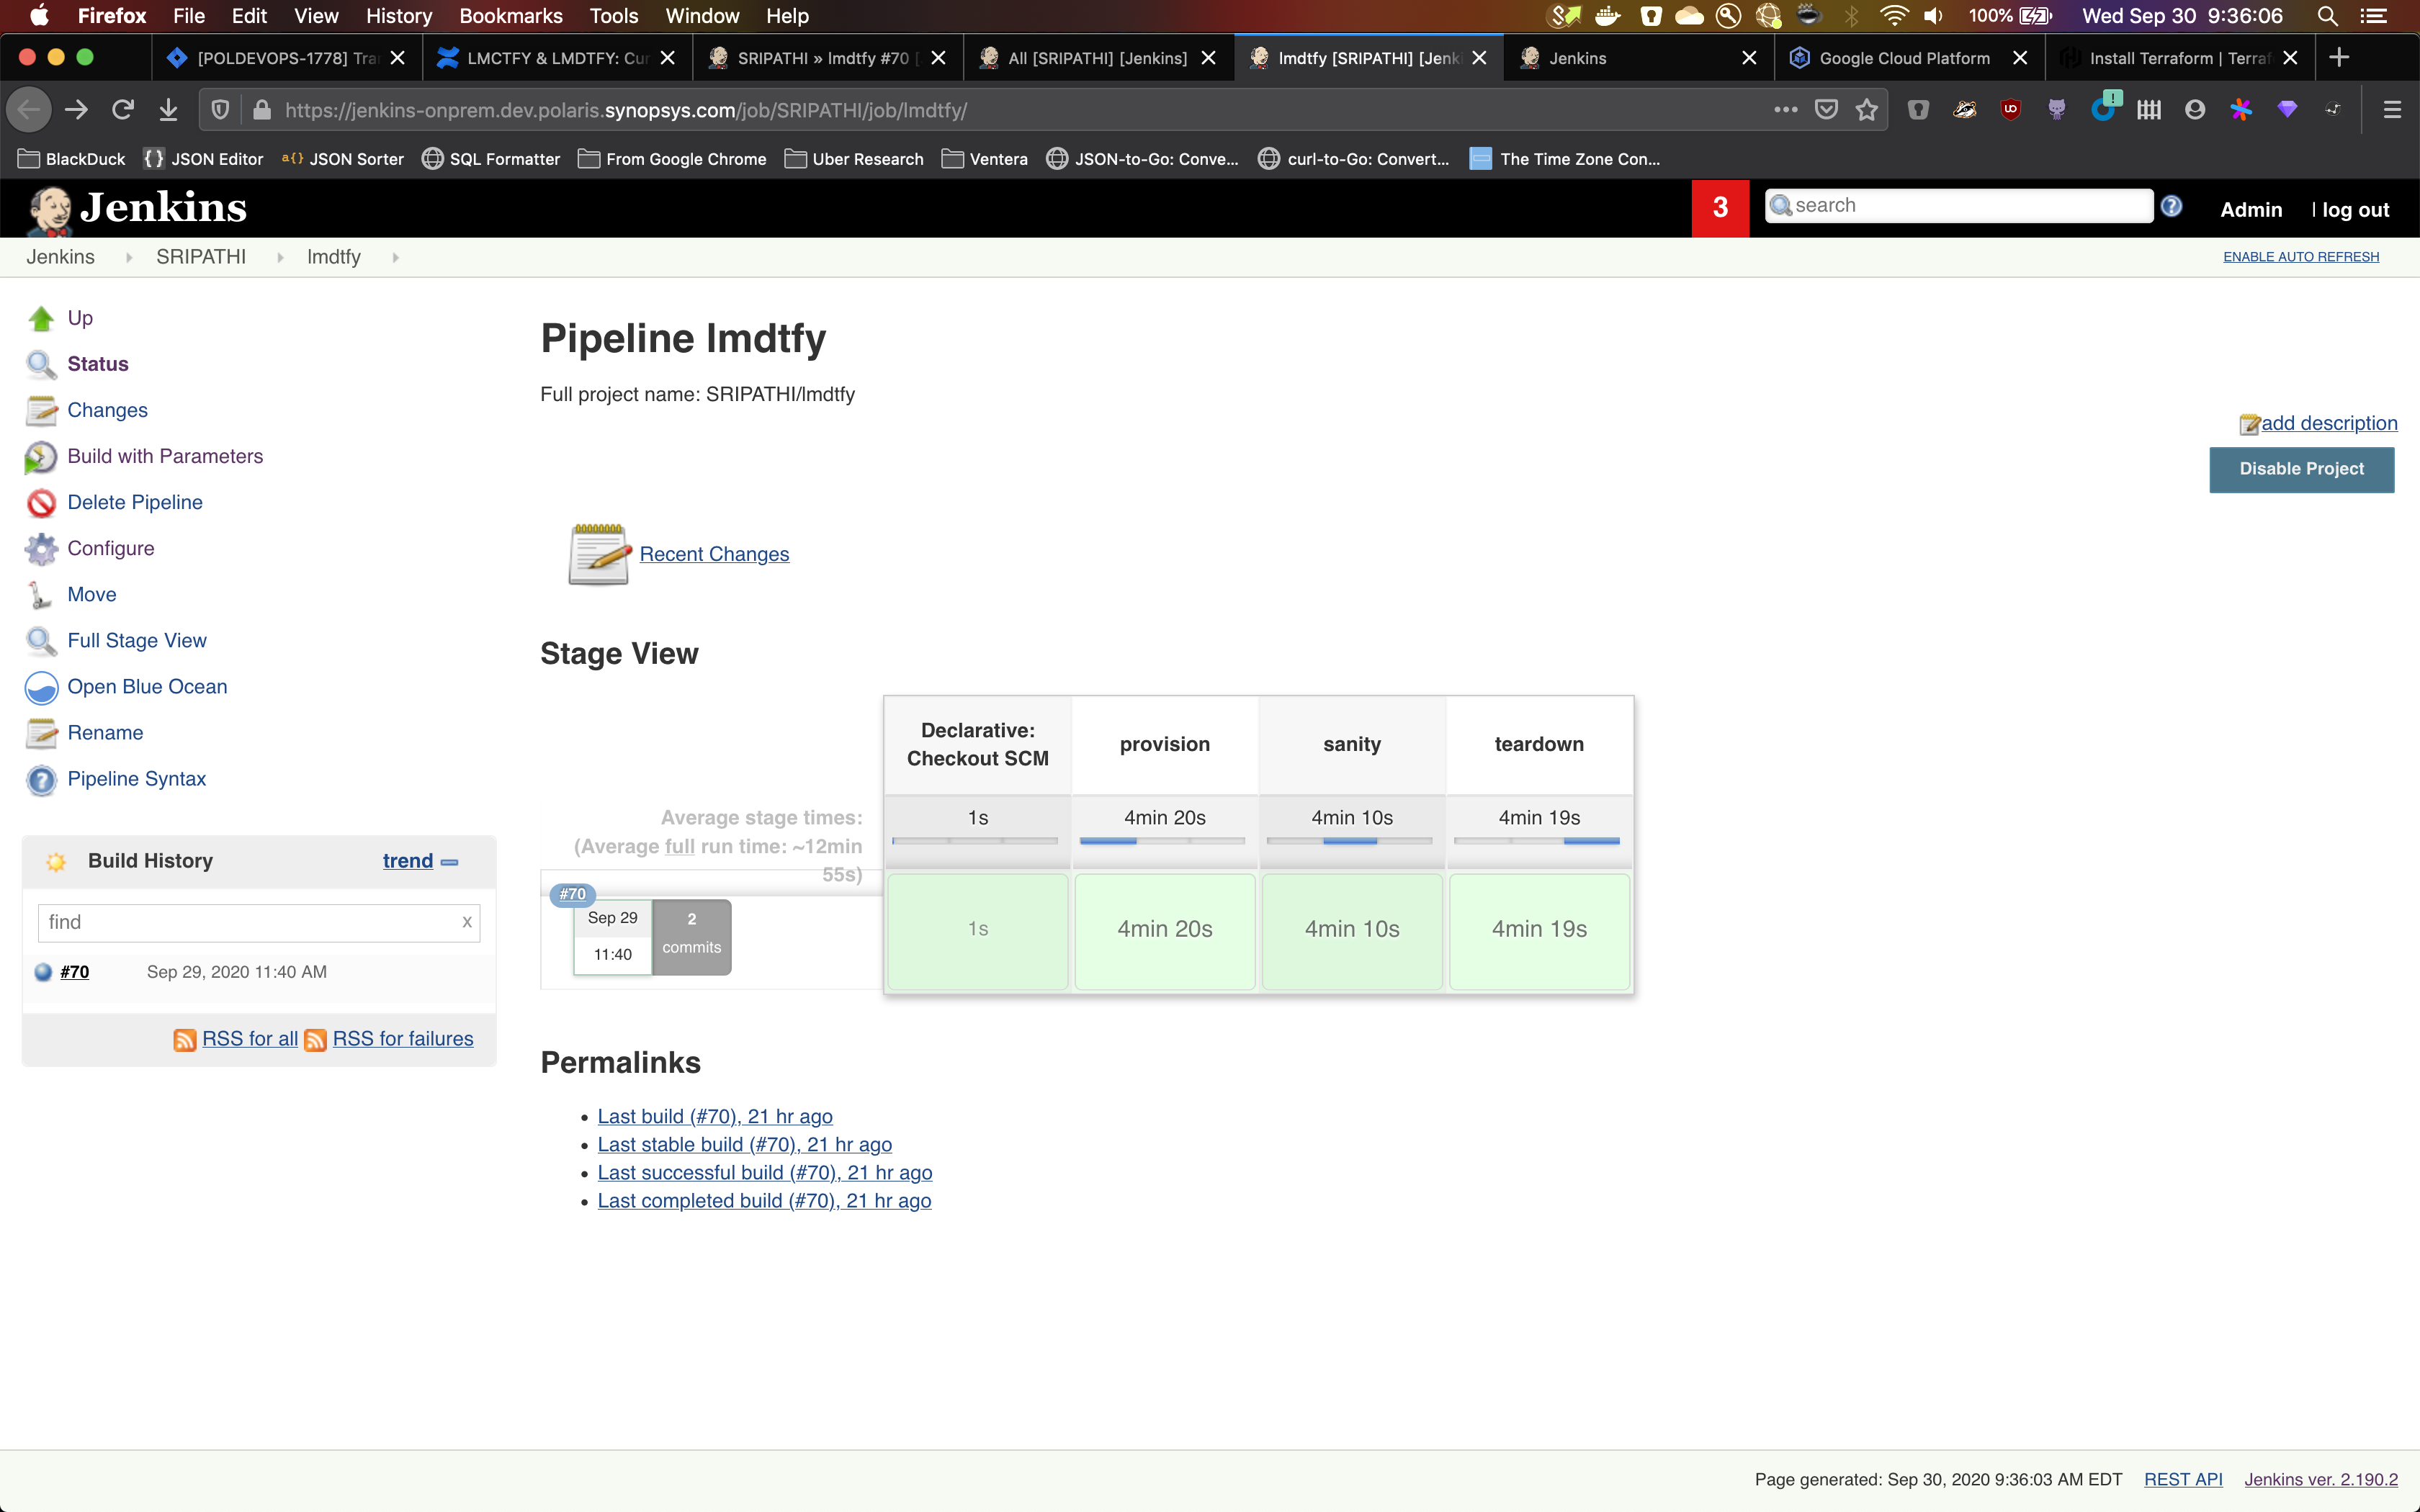 Firefox File Edit View History Bookmarks Tools Window Help 100% Wed Sep 30 9:36:06
[POLDEVOPS-1778] Tra LMCTFY & LMDTFY: Cur SRIPATHI » lmdtfy #70 [ All [SRIPATHI] [Jenkins] lmdtfy [SRIPATHI] [Jenki Jenkins Google Cloud Platform Install Terraform | Terraf
https://jenkins-onprem.dev.polaris.synopsys.com/job/SRIPATHI/job/lmdtfy/
BlackDuck JSON Editor JSON Sorter SQL Formatter From Google Chrome Uber Research Ventera JSON-to-Go: Conve... curl-to-Go: Convert... The Time Zone Con...
Jenkins 3 search Admin | log out
Jenkins SRIPATHI lmdtfy ENABLE AUTO REFRESH
Up
Status
Changes
Build with Parameters
Delete Pipeline
Configure
Move
Full Stage View
Open Blue Ocean
Rename
Pipeline Syntax
Build History trend
find x
#70 Sep 29, 2020 11:40 AM
RSS for all RSS for failures
Pipeline lmdtfy
Full project name: SRIPATHI/lmdtfy
add description
Disable Project
Recent Changes
Stage View
Declarative:
Checkout SCM
provision sanity teardown
Average stage times:
(Average full run time: ~12min
55s)
1s 4min 20s 4min 10s 4min 19s
#70
Sep 29
11:40
2
commits
1s 4min 20s 4min 10s 4min 19s
Permalinks
Last build (#70), 21 hr ago
Last stable build (#70), 21 hr ago
Last successful build (#70), 21 hr ago
Last completed build (#70), 21 hr ago
Page generated: Sep 30, 2020 9:36:03 AM EDT REST API Jenkins ver. 2.190.2